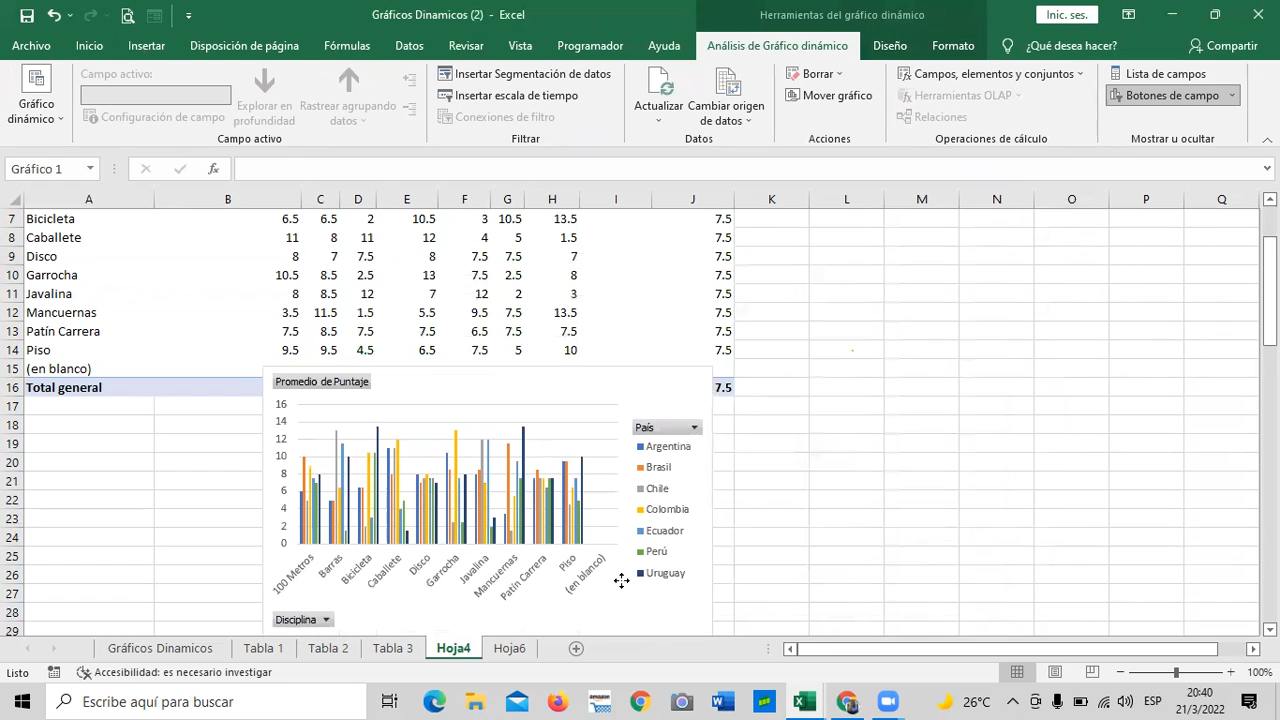 Gráficos Dinamicos (2) - Excel
Herramientas del gráfico dinámico
Inic. ses.
Archivo Inicio Insertar Disposición de página Fórmulas Datos Revisar Vista Programador Ayuda Análisis de Gráfico dinámico Diseño Formato ¿Qué desea hacer? Compartir
Gráfico dinámico
Campo activo:
Configuración de campo
Explorar en profundidad
Rastrear agrupando datos
Campo activo
Insertar Segmentación de datos
Insertar escala de tiempo
Conexiones de filtro
Filtrar
Actualizar
Cambiar origen de datos
Datos
Borrar
Mover gráfico
Acciones
Campos, elementos y conjuntos
Herramientas OLAP
Relaciones
Operaciones de cálculo
Lista de campos
Botones de campo
Mostrar u ocultar
Gráfico 1 fx
A B C D E F G H I J K L M N O P Q
7 Bicicleta 6.5 6.5 2 10.5 3 10.5 13.5 7.5
8 Caballete 11 8 11 12 4 5 1.5 7.5
9 Disco 8 7 7.5 8 7.5 7.5 7 7.5
10 Garrocha 10.5 8.5 2.5 13 7.5 2.5 8 7.5
11 Javalina 8 8.5 12 7 12 2 3 7.5
12 Mancuernas 3.5 11.5 1.5 5.5 9.5 7.5 13.5 7.5
13 Patín Carrera 7.5 8.5 7.5 7.5 6.5 7.5 7.5 7.5
14 Piso 9.5 9.5 4.5 6.5 7.5 5 10 7.5
15 (en blanco)
16 Total general 7.5
17
18
19
20
21
22
23
24
25
26
27
28
29
Promedio de Puntaje
16
14
12
10
8
6
4
2
0
100 Metros Barras Bicicleta Caballete Disco Garrocha Javalina Mancuernas Patín Carrera Piso (en blanco)
País
Argentina
Brasil
Chile
Colombia
Ecuador
Perú
Uruguay
Disciplina
Gráficos Dinamicos Tabla 1 Tabla 2 Tabla 3 Hoja4 Hoja6
Listo Accesibilidad: es necesario investigar 100%
Escribe aquí para buscar
26°C ESP 20:40
21/3/2022